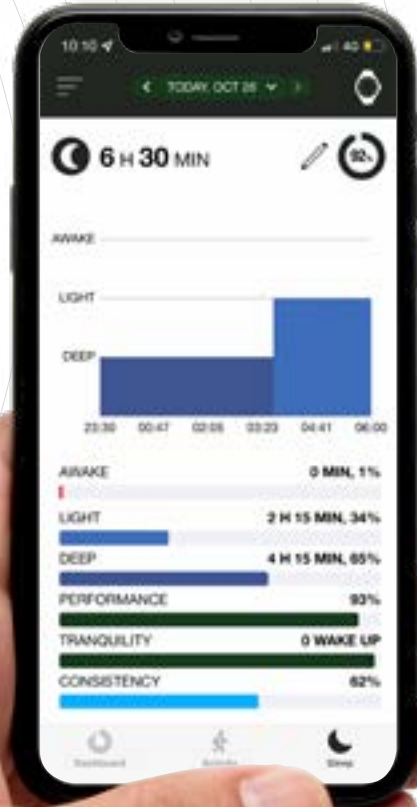 10:10
TODAY, OCT 26
6 H 30 MIN
92%
AWAKE
LIGHT
DEEP
23:30 00:47 02:05 03:23 04:41 06:00
AWAKE 0 MIN, 1%
LIGHT 2 H 15 MIN, 34%
DEEP 4 H 15 MIN, 65%
PERFORMANCE 93%
TRANQUILITY 0 WAKE UP
CONSISTENCY 62%
Dashboard Activity Sleep